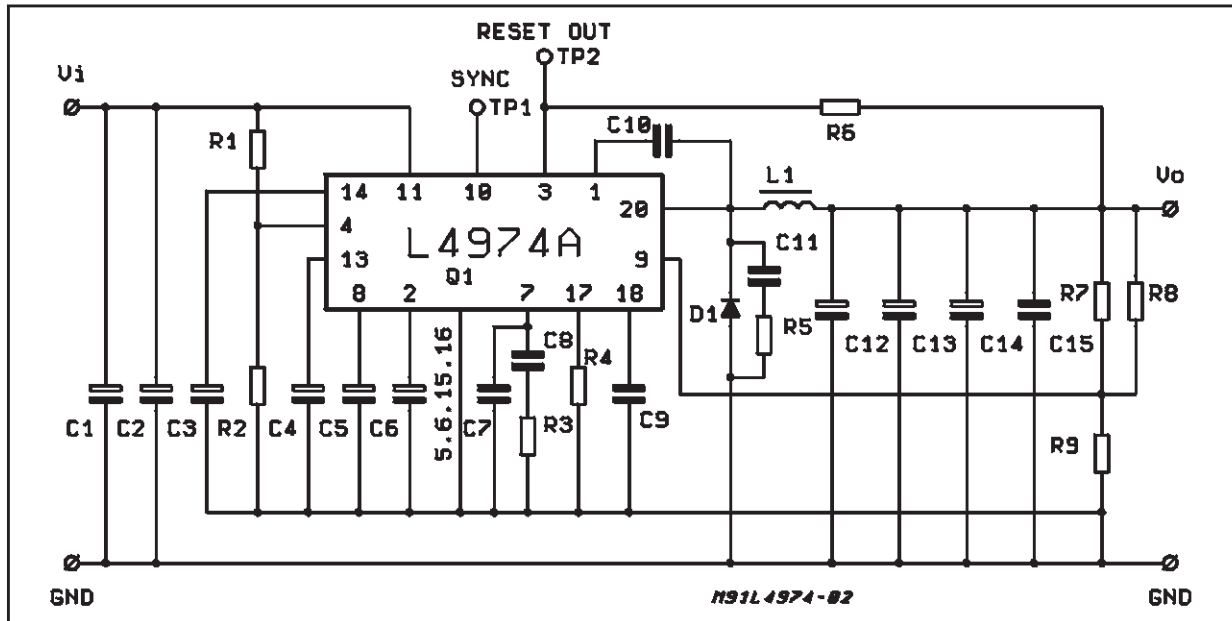 RESET OUT
TP2
Vi
SYNC
TP1
C10
R6
R1
L1
Vo
14
11
10
3
1
20
4
L4974A
13
9
Q1
8
2
7
17
18
C11
D1
R5
R7
R8
C8
R4
C12
C13
C14
C15
5.6.15.16
C1
C2
C3
R2
C4
C5
C6
C7
R3
C9
R9
GND
M91L4974-02
GND